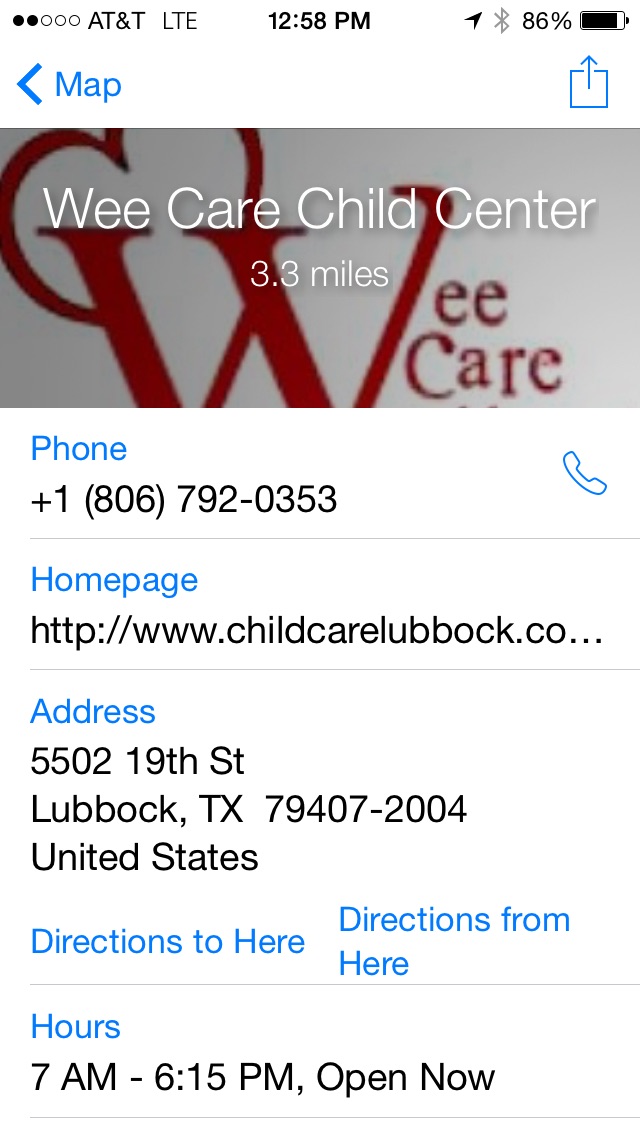 AT&T LTE 12:58 PM 86%
Map
Wee Care Child Center
3.3 miles
Wee
Care
Phone
+1 (806) 792-0353
Homepage
http://www.childcarelubbock.co...
Address
5502 19th St
Lubbock, TX 79407-2004
United States
Directions to Here
Directions from
Here
Hours
7 AM - 6:15 PM, Open Now